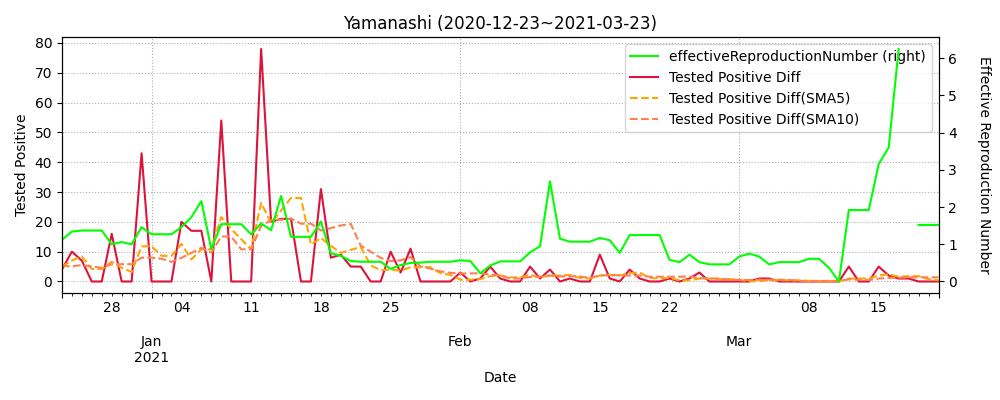 Yamanashi (2020-12-23~2021-03-23)
effectiveReproductionNumber (right)
Tested Positive Diff
Tested Positive Diff(SMA5)
Tested Positive Diff(SMA10)
Tested Positive
80
70
60
50
40
30
20
10
0
Effective Reproduction Number
6
5
4
3
2
1
0
28 04 11 18 25 08 15 22 08 15
Jan Feb Mar
2021
Date